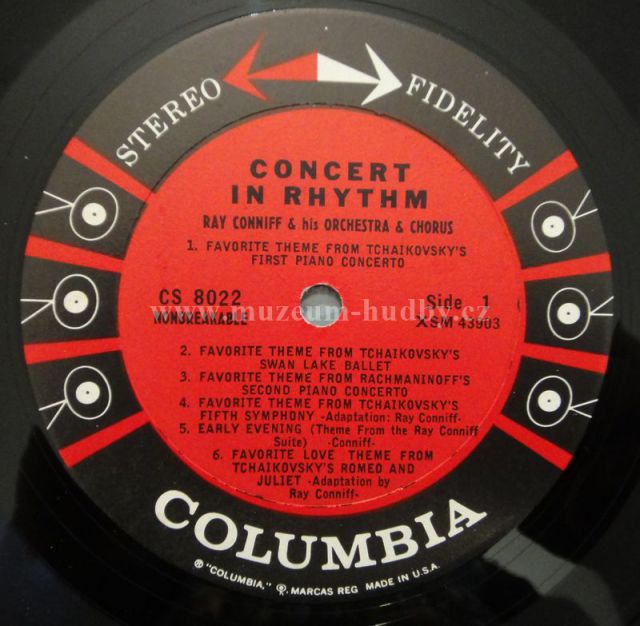 STEREO FIDELITY
CONCERT
IN RHYTHM
RAY CONNIFF & his ORCHESTRA & CHORUS
1. FAVORITE THEME FROM TCHAIKOVSKY'S
FIRST PIANO CONCERTO
CS 8022
NONBREAKABLE
Side 1
XSM 43903
www.muzeum-hudby.cz
2. FAVORITE THEME FROM TCHAIKOVSKY'S
SWAN LAKE BALLET
3. FAVORITE THEME FROM RACHMANINOFF'S
SECOND PIANO CONCERTO
4. FAVORITE THEME FROM TCHAIKOVSKY'S
FIFTH SYMPHONY -Adaptation: Ray Conniff-
5. EARLY EVENING (Theme From the Ray Conniff
Suite) -Conniff-
6. FAVORITE LOVE THEME FROM
TCHAIKOVSKY'S ROMEO AND
JULIET -Adaptation by
Ray Conniff-
COLUMBIA
® "COLUMBIA," ®. MARCAS REG MADE IN U.S.A.